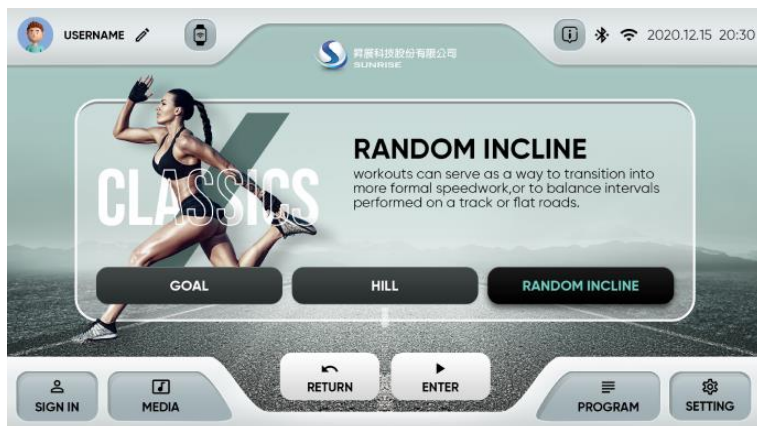 USERNAME
昇展科技股份有限公司
SUNRISE
2020.12.15 20:30
CLASSICS
RANDOM INCLINE
workouts can serve as a way to transition into
more formal speedwork,or to balance intervals
performed on a track or flat roads.
GOAL
HILL
RANDOM INCLINE
RETURN
ENTER
SIGN IN
MEDIA
PROGRAM
SETTING